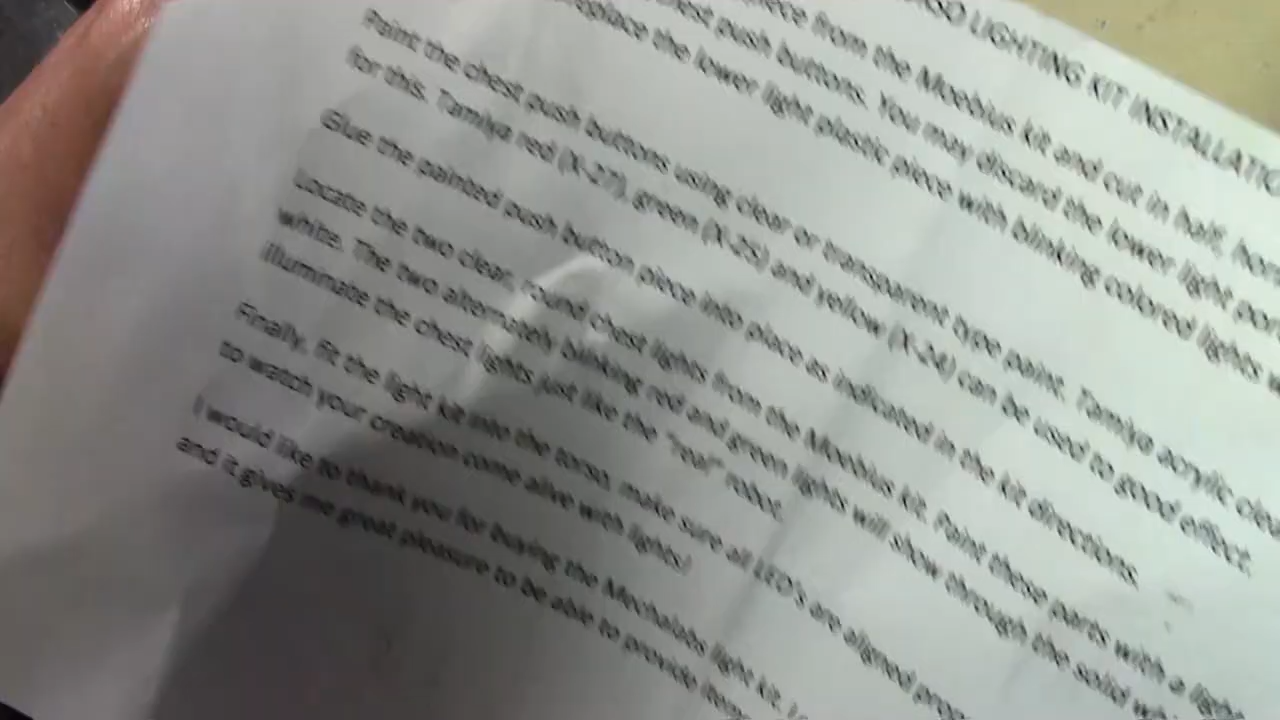 SO LIGHTING KIT INSTALLATIO
from the Moebius kit and cut in half, hori
chest push buttons. You may discard the lower light por
replace the lower light plastic piece with blinking colored lights w
Paint the chest push buttons using clear or transparent type paint. Tamiya acrylic clea
for this. Tamiya red (X-27), green (X-25) and yellow (X-24) can be used to good effect.
Glue the painted push button piece into place as indicated in the kit directions.
Locate the two clear, round chest lights from the Moebius kit. Paint these parts with a light
white. The two alternately blinking red and green lights will show through the solid wh
illuminate the chest lights just like the "real" robot.
Finally, fit the light kit into the torso, make sure all LED's are aligned prop
to watch your creation come alive with lights!
I would like to thank you for buying the Mechalabs light kit.
and it gives me great pleasure to be able to provide